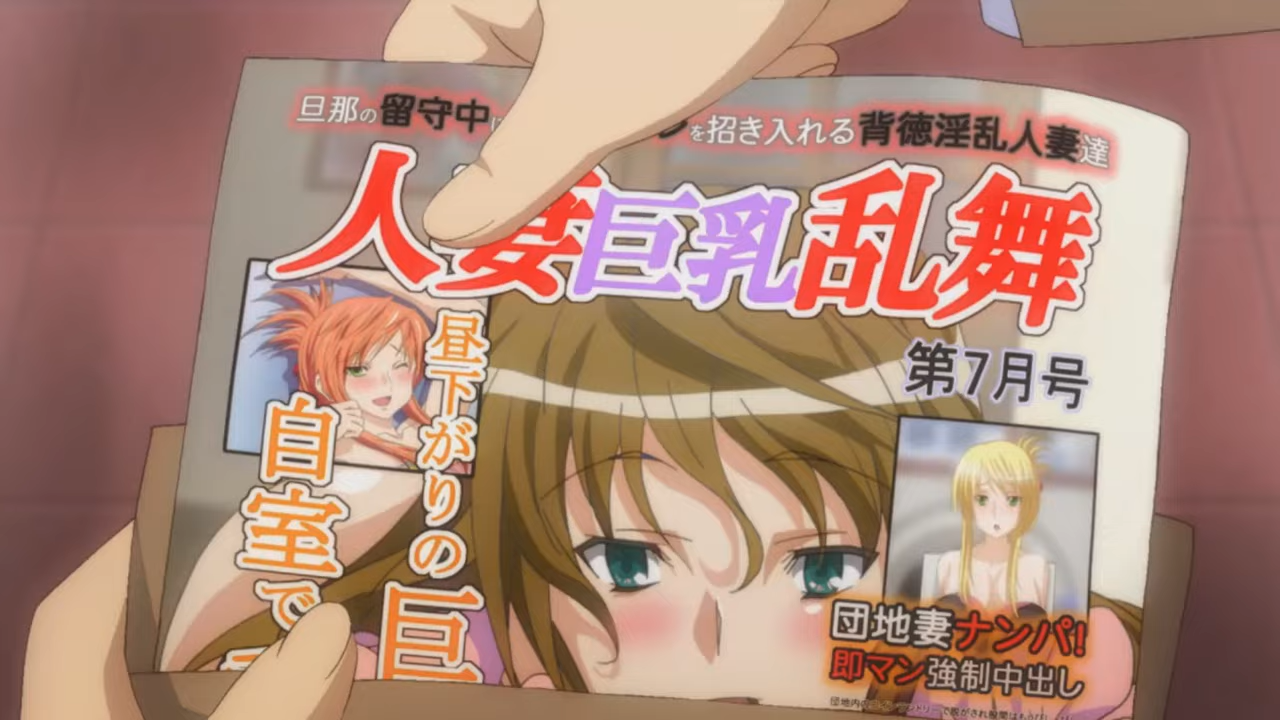 旦那の留守中に
を招き入れる背徳淫乱人妻達
人妻巨乳乱舞
第7月号
昼下がりの巨
自室で
団地妻ナンパ!
即マン強制中出し